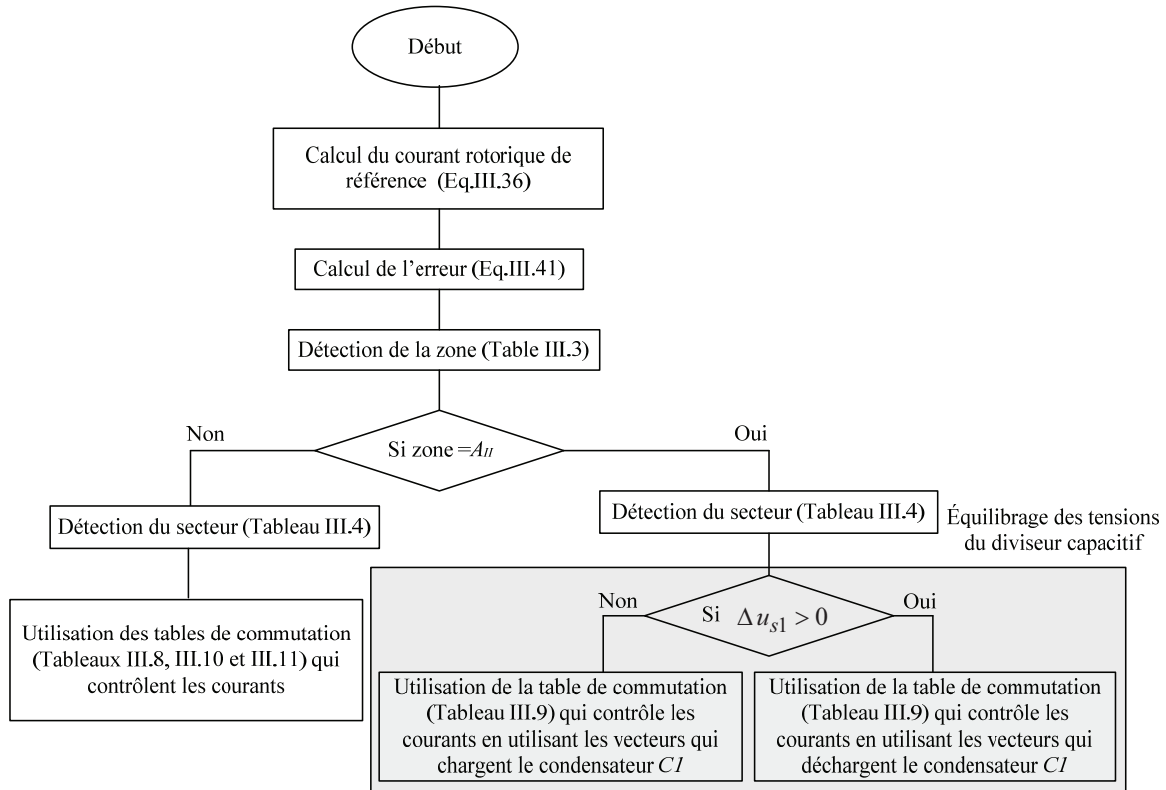 Début
Calcul du courant rotorique de
référence (Eq.III.36)
Calcul de l’erreur (Eq.III.41)
Détection de la zone (Table III.3)
Si zone =AII
Non
Oui
Détection du secteur (Tableau III.4)
Utilisation des tables de commutation
(Tableaux III.8, III.10 et III.11) qui
contrôlent les courants
Détection du secteur (Tableau III.4)
Équilibrage des tensions
du diviseur capacitif
Si Δus1 > 0
Non
Oui
Utilisation de la table de commutation
(Tableau III.9) qui contrôle les
courants en utilisant les vecteurs qui
chargent le condensateur C1
Utilisation de la table de commutation
(Tableau III.9) qui contrôle les
courants en utilisant les vecteurs qui
déchargent le condensateur C1